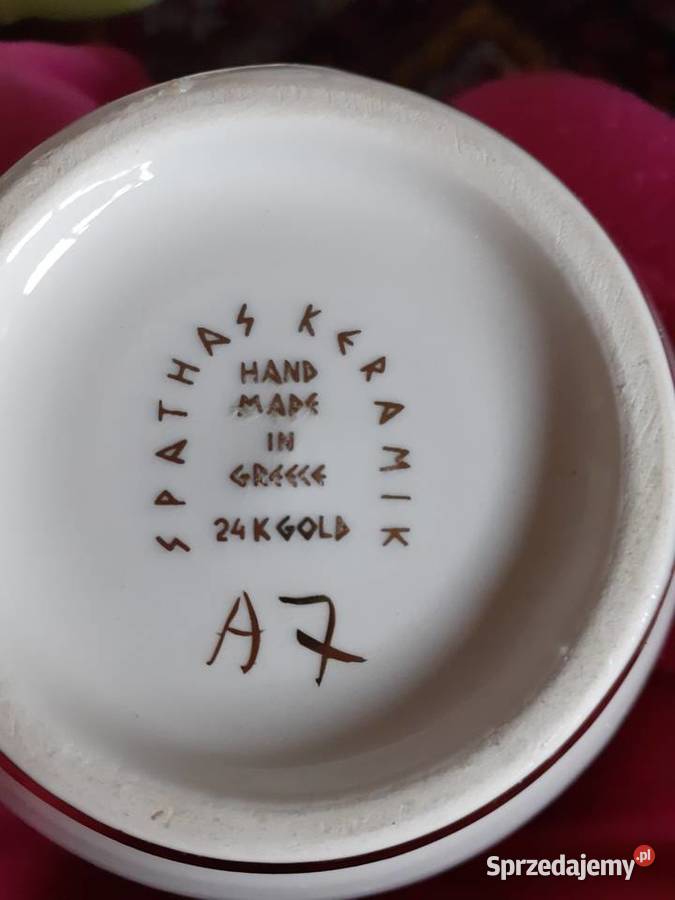 SPATHAS KERAMIK
HAND
MADE
IN
GREECE
24K GOLD
A7
Sprzedajemy.pl